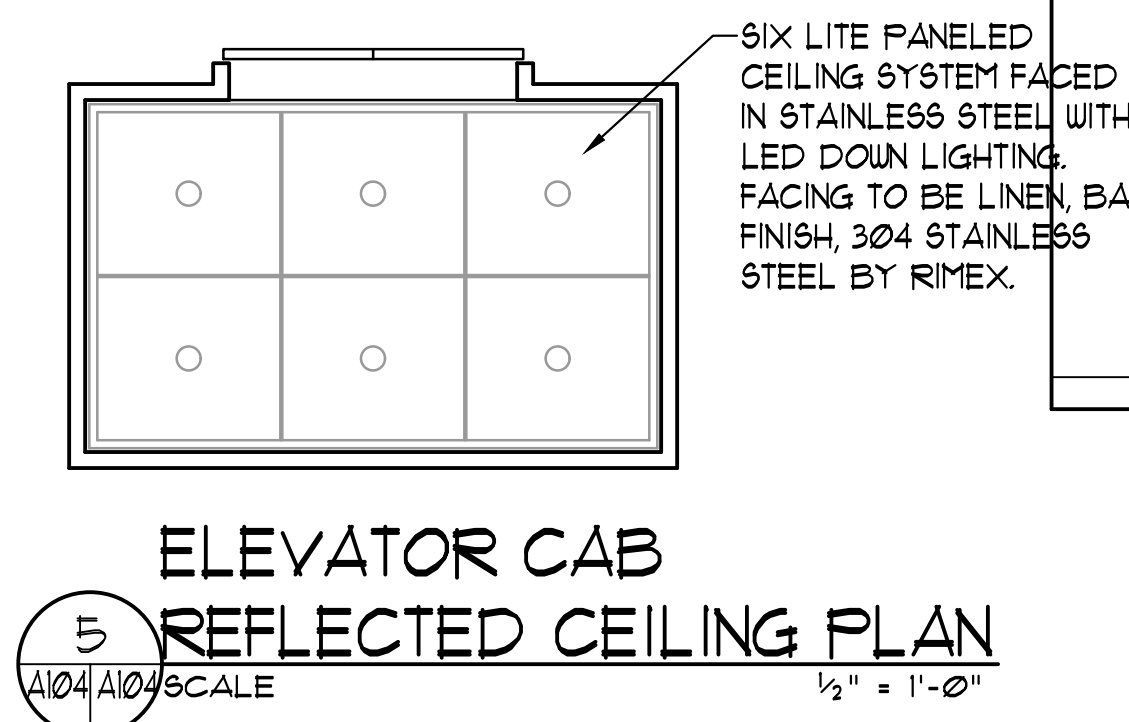 SIX LITE PANELED
CEILING SYSTEM FACED
IN STAINLESS STEEL WITH
LED DOWN LIGHTING.
FACING TO BE LINEN, BA
FINISH, 304 STAINLESS
STEEL BY RIMEX.
ELEVATOR CAB
REFLECTED CEILING PLAN
5
A104 A104
SCALE 1/2" = 1'-0"